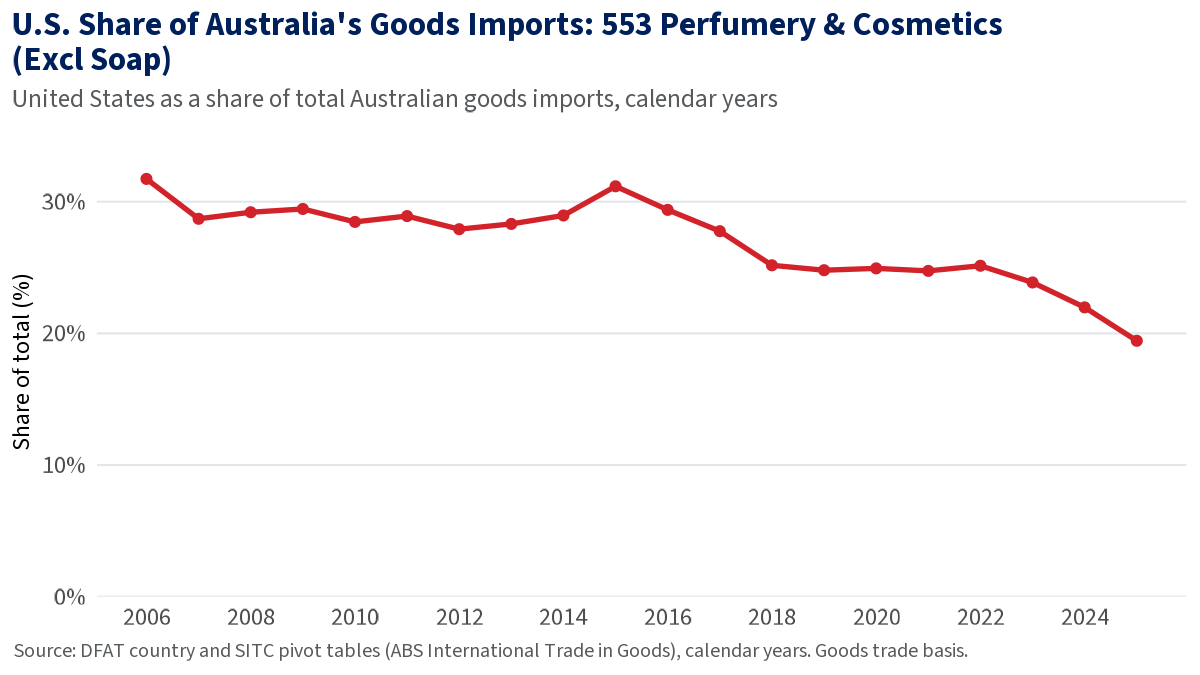 U.S. Share of Australia's Goods Imports: 553 Perfumery & Cosmetics
(Excl Soap)
United States as a share of total Australian goods imports, calendar years
Share of total (%)
30%
20%
10%
0%
2006 2008 2010 2012 2014 2016 2018 2020 2022 2024
Source: DFAT country and SITC pivot tables (ABS International Trade in Goods), calendar years. Goods trade basis.